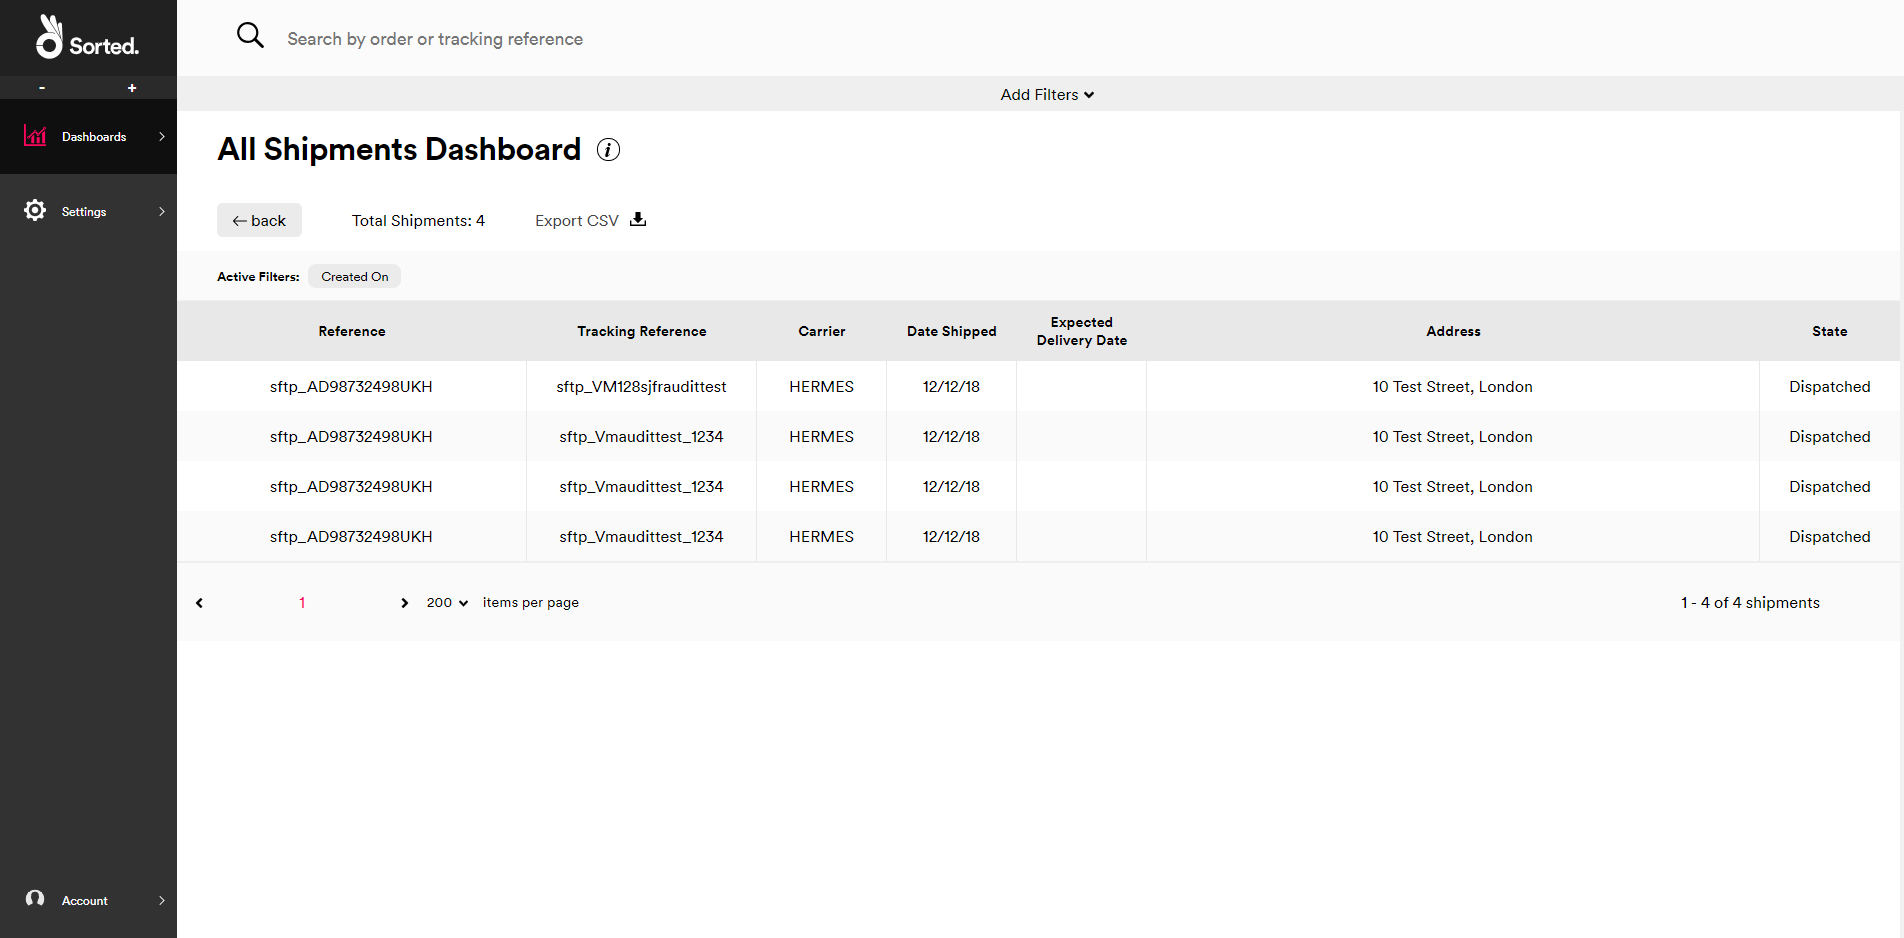 Sorted.
Search by order or tracking reference
- +
Add Filters
Dashboards
All Shipments Dashboard i
Settings
← back Total Shipments: 4 Export CSV
Active Filters: Created On
Reference Tracking Reference Carrier Date Shipped Expected Delivery Date Address State
sftp_AD98732498UKH sftp_VM128sjfraudittest HERMES 12/12/18 10 Test Street, London Dispatched
sftp_AD98732498UKH sftp_Vmaudittest_1234 HERMES 12/12/18 10 Test Street, London Dispatched
sftp_AD98732498UKH sftp_Vmaudittest_1234 HERMES 12/12/18 10 Test Street, London Dispatched
sftp_AD98732498UKH sftp_Vmaudittest_1234 HERMES 12/12/18 10 Test Street, London Dispatched
1 200 items per page 1 - 4 of 4 shipments
Account